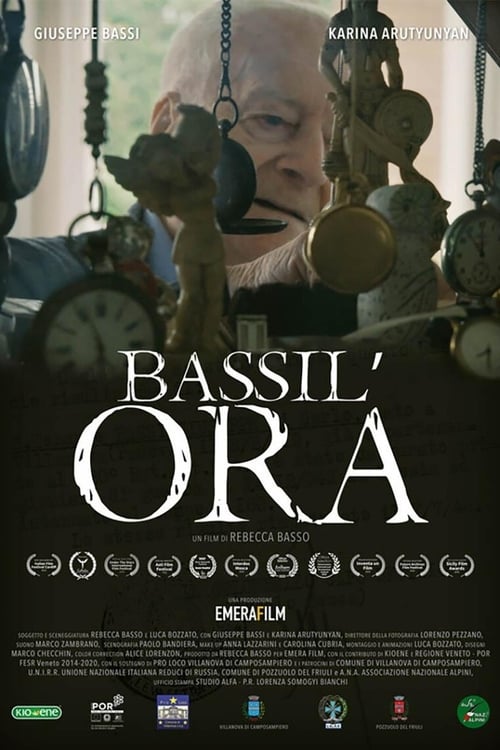 GIUSEPPE BASSI
KARINA ARUTYUNYAN
BASSIL'
ORA
UN FILM DI REBECCA BASSO
UNA PRODUZIONE
EMERAFILM
SOGGETTO E SCENEGGIATURA REBECCA BASSO E LUCA BOZZATO, CON GIUSEPPE BASSI E KARINA ARUTYUNYAN, DIRETTORE DELLA FOTOGRAFIA LORENZO PEZZANO,
SUONO MARCO ZAMBRANO, SCENOGRAFIA PAOLO BANDIERA, MAKE UP ANNA LAZZARINI E CAROLINA CUBRIA, MONTAGGIO E ANIMAZIONI LUCA BOZZATO, DISEGNI
MARCO CHECCHIN, COLOR CORRECTION ALICE LORENZON, PRODOTTO DA REBECCA BASSO PER EMERA FILM, CON IL CONTRIBUTO DI KIOENE E REGIONE VENETO - POR
FESR Veneto 2014-2020, CON IL SOSTEGNO DI PRO LOCO VILLANOVA DI CAMPOSAMPIERO E I PATROCINI DI COMUNE DI VILLANOVA DI CAMPOSAMPIERO,
U.N.I.R.R. UNIONE NAZIONALE ITALIANA REDUCI DI RUSSIA, COMUNE DI POZZUOLO DEL FRIULI E A.N.A. ASSOCIAZIONE NAZIONALE ALPINI,
UFFICIO STAMPA STUDIO ALFA - P.R. LORENZA SOMOGYI BIANCHI
KIOENE
POR
VILLANOVA DI CAMPOSAMPIERO
POZZUOLO DEL FRIULI